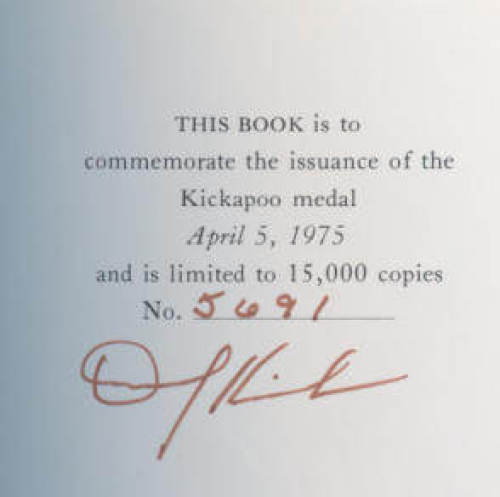 THIS BOOK is to
commemorate the issuance of the
Kickapoo medal
April 5, 1975
and is limited to 15,000 copies
No. 5691